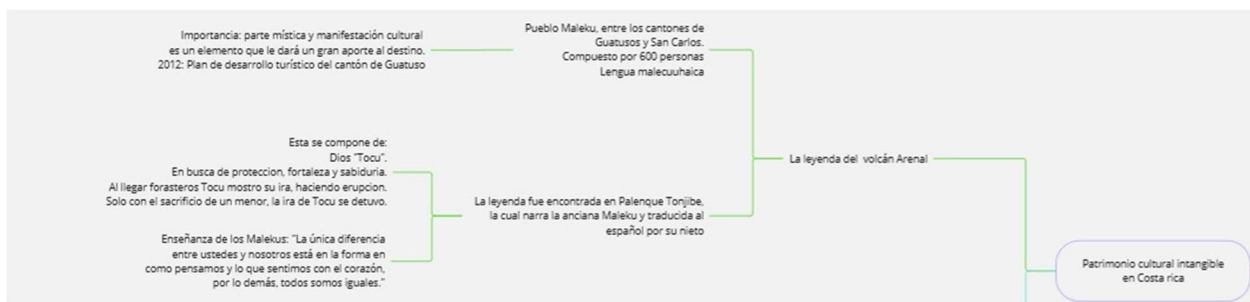 Importancia: parte mística y manifestación cultural
es un elemento que le dará un gran aporte al destino.
2012: Plan de desarrollo turístico del cantón de Guatuso
Pueblo Maleku, entre los cantones de
Guatusos y San Carlos.
Compuesto por 600 personas
Lengua malecuuhaica
Esta se compone de:
Dios "Tocu".
En busca de proteccion, fortaleza y sabiduria.
Al llegar forasteros Tocu mostro su ira, haciendo erupcion.
Solo con el sacrificio de un menor, la ira de Tocu se detuvo.
Enseñanza de los Malekus: "La única diferencia
entre ustedes y nosotros está en la forma en
como pensamos y lo que sentimos con el corazón,
por lo demás, todos somos iguales."
La leyenda fue encontrada en Palenque Tonjibe,
la cual narra la anciana Maleku y traducida al
español por su nieto
La leyenda del volcán Arenal
Patrimonio cultural intangible
en Costa rica